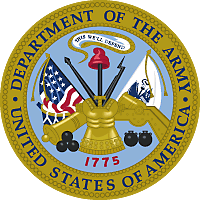 DEPARTMENT OF THE ARMY
THIS WE'LL DEFEND
1775
UNITED STATES OF AMERICA